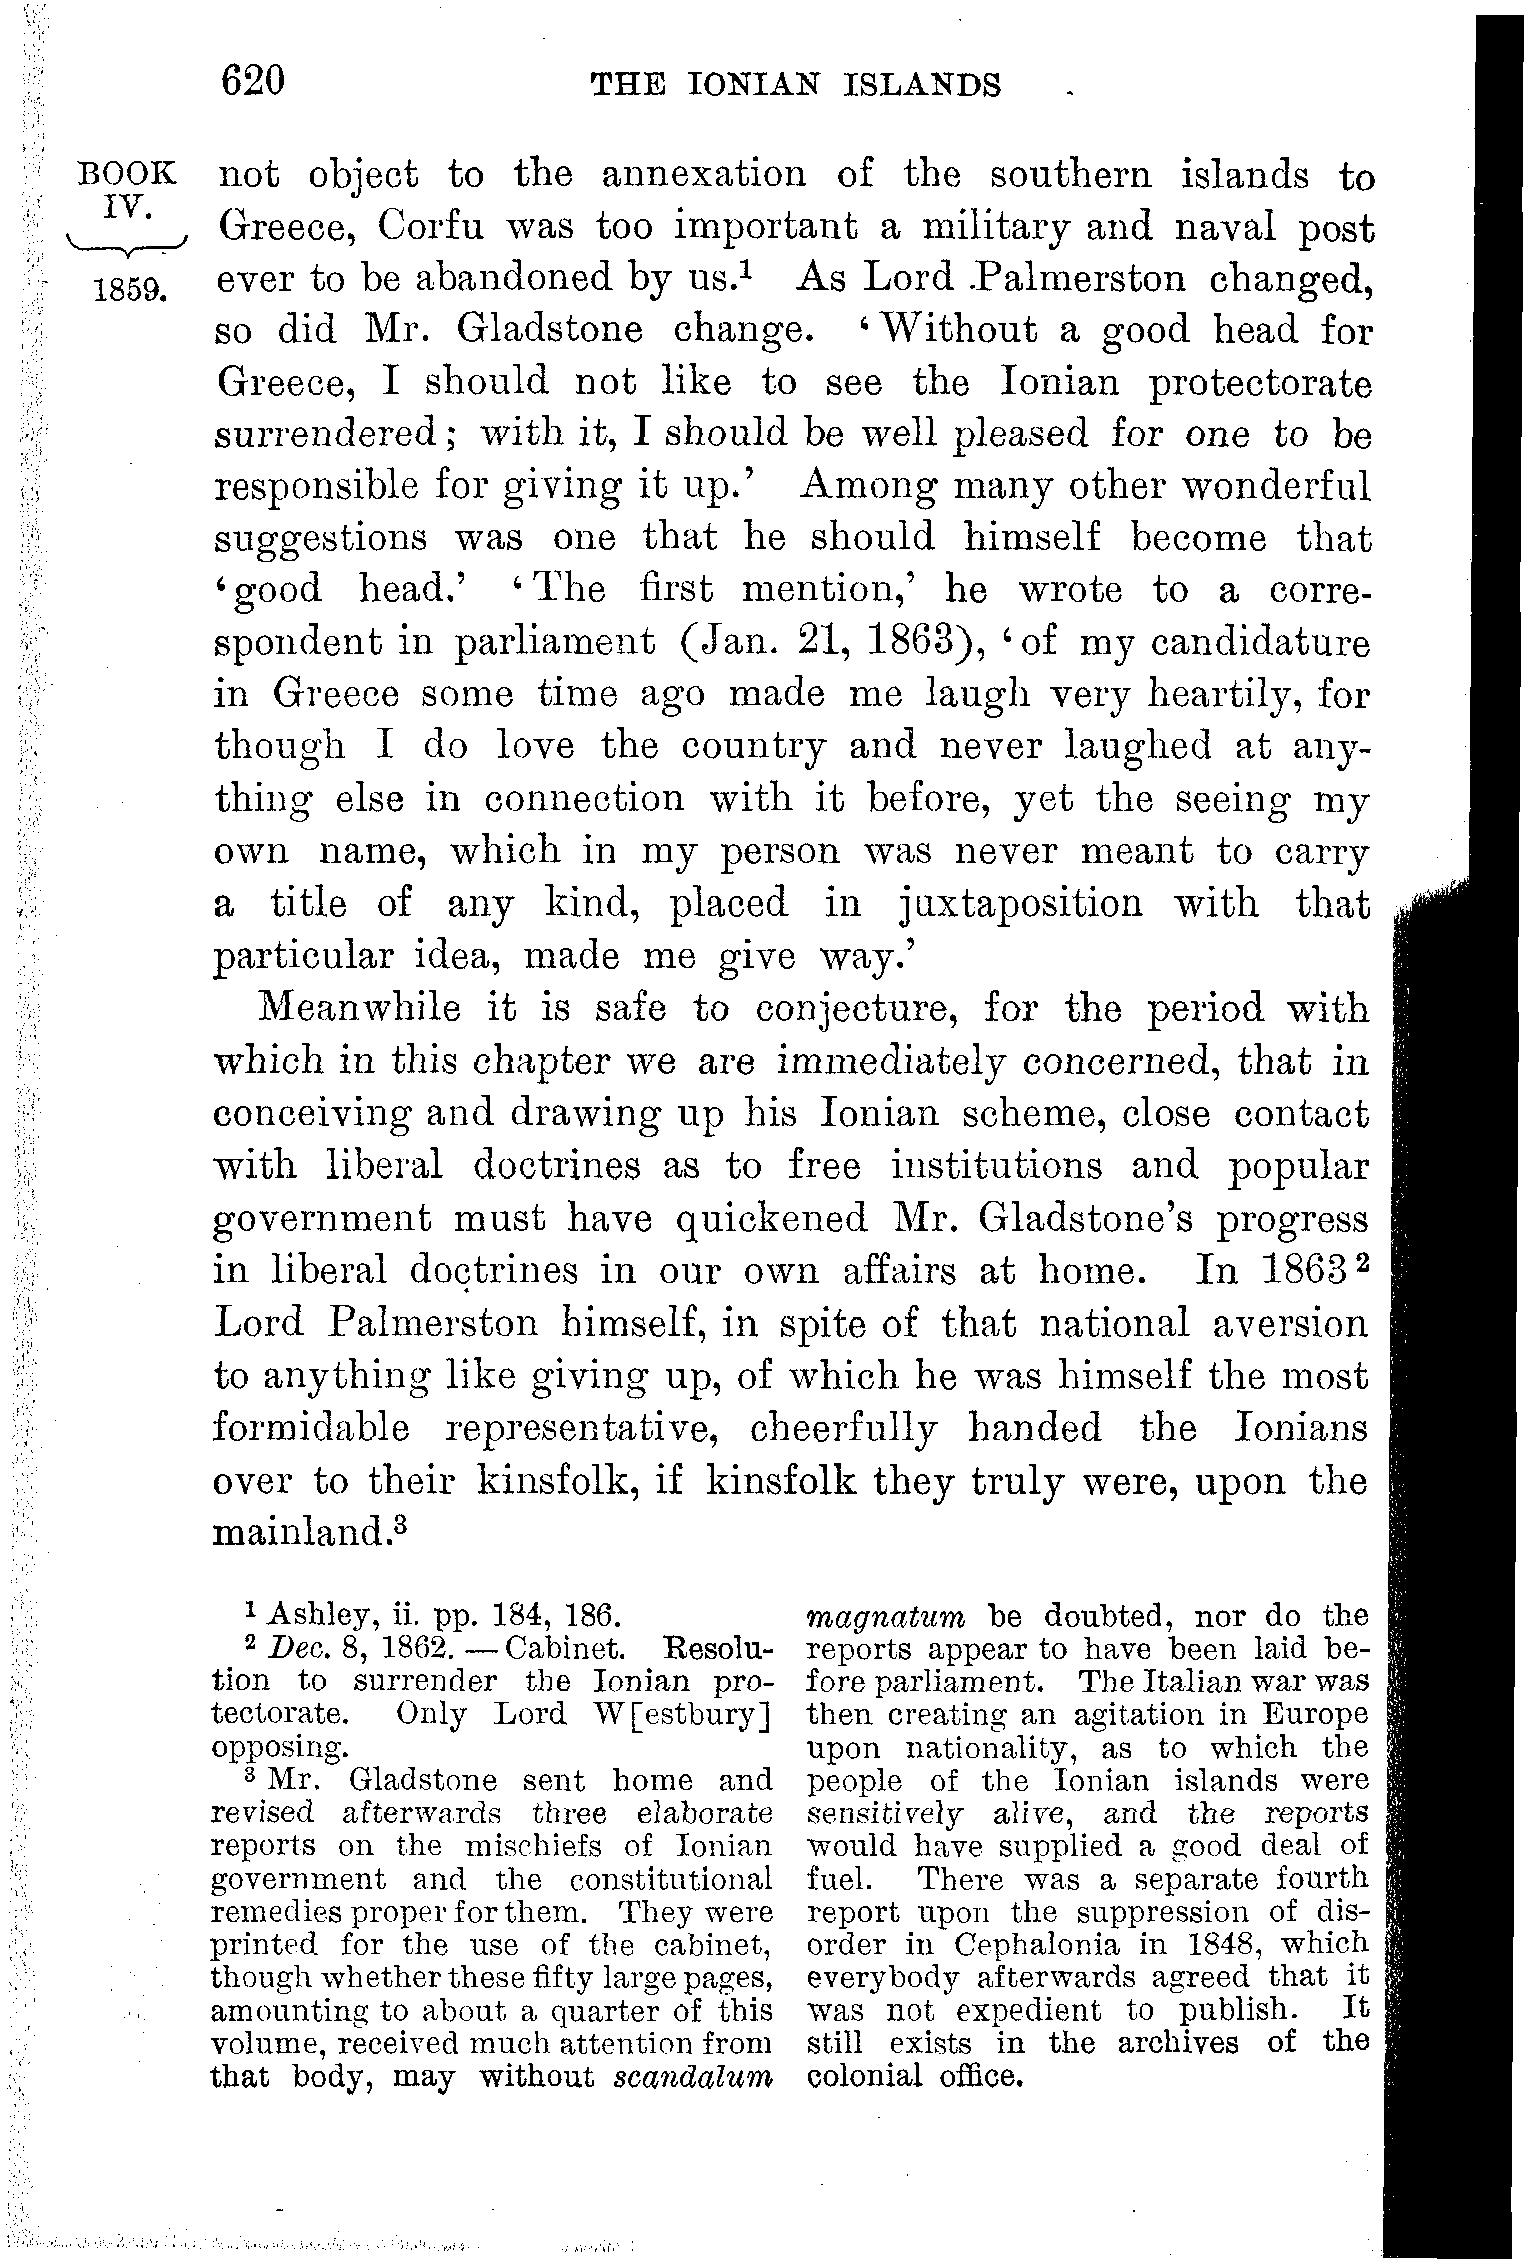 620 THE IONIAN ISLANDS
BOOK
IV.
1859.
not object to the annexation of the southern islands to
Greece, Corfu was too important a military and naval post
ever to be abandoned by us.¹ As Lord Palmerston changed,
so did Mr. Gladstone change. ‘Without a good head for
Greece, I should not like to see the Ionian protectorate
surrendered; with it, I should be well pleased for one to be
responsible for giving it up.’ Among many other wonderful
suggestions was one that he should himself become that
‘good head.’ ‘The first mention,’ he wrote to a corre-
spondent in parliament (Jan. 21, 1863), ‘of my candidature
in Greece some time ago made me laugh very heartily, for
though I do love the country and never laughed at any-
thing else in connection with it before, yet the seeing my
own name, which in my person was never meant to carry
a title of any kind, placed in juxtaposition with that
particular idea, made me give way.’
Meanwhile it is safe to conjecture, for the period with
which in this chapter we are immediately concerned, that in
conceiving and drawing up his Ionian scheme, close contact
with liberal doctrines as to free institutions and popular
government must have quickened Mr. Gladstone’s progress
in liberal doctrines in our own affairs at home. In 1863²
Lord Palmerston himself, in spite of that national aversion
to anything like giving up, of which he was himself the most
formidable representative, cheerfully handed the Ionians
over to their kinsfolk, if kinsfolk they truly were, upon the
mainland.³
¹ Ashley, ii. pp. 184, 186.
² Dec. 8, 1862. — Cabinet. Resolu-
tion to surrender the Ionian pro-
tectorate. Only Lord W[estbury]
opposing.
³ Mr. Gladstone sent home and
revised afterwards three elaborate
reports on the mischiefs of Ionian
government and the constitutional
remedies proper for them. They were
printed for the use of the cabinet,
though whether these fifty large pages,
amounting to about a quarter of this
volume, received much attention from
that body, may without scandalum
magnatum be doubted, nor do the
reports appear to have been laid be-
fore parliament. The Italian war was
then creating an agitation in Europe
upon nationality, as to which the
people of the Ionian islands were
sensitively alive, and the reports
would have supplied a good deal of
fuel. There was a separate fourth
report upon the suppression of dis-
order in Cephalonia in 1848, which
everybody afterwards agreed that it
was not expedient to publish. It
still exists in the archives of the
colonial office.